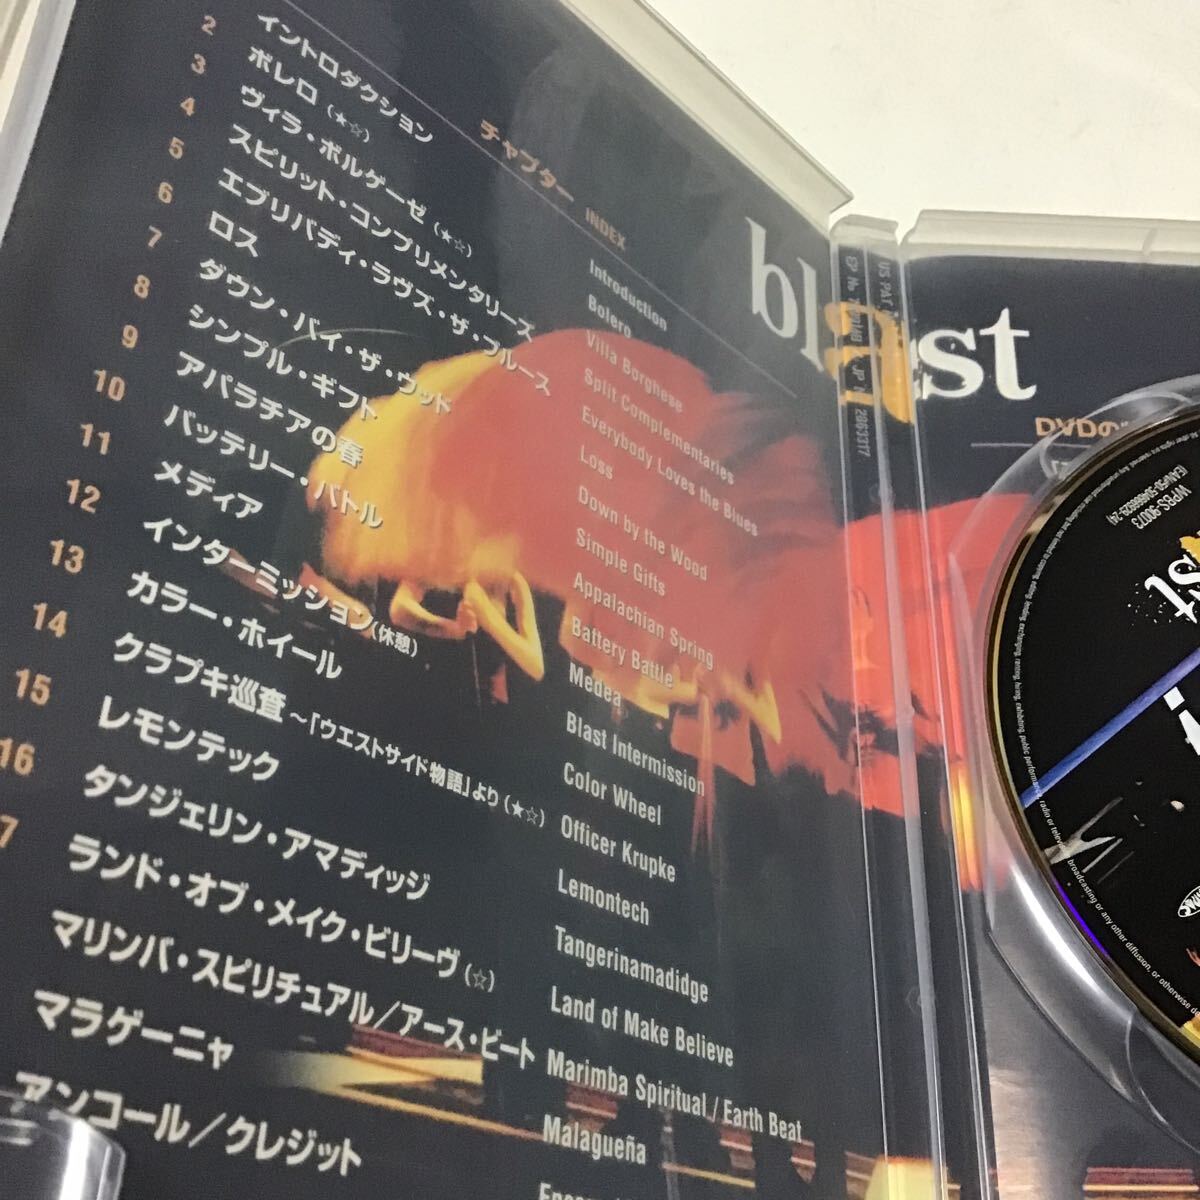 blast
チャプター INDEX
イントロダクション Introduction
2 ボレロ (★☆) Bolero
3 ヴィラ・ボルゲーゼ (★☆) Villa Borghese
4 スピリット・コンプリメンタリーズ Split Complementaries
5 エブリバディ・ラヴズ・ザ・ブルース Everybody Loves the Blues
6 ロス Loss
7 ダウン・バイ・ザ・ウッド Down by the Wood
8 シンプル・ギフト Simple Gifts
9 アパラチアの春 Appalachian Spring
10 バッテリー・バトル Battery Battle
11 メディア Medea
12 インターミッション(休憩) Blast Intermission
13 カラー・ホイール Color Wheel
14 クラプキ巡査 ~「ウエストサイド物語」より (★☆) Officer Krupke
15 レモンテック Lemontech
16 タンジェリン・アマディッジ Tangerinamadidge
7 ランド・オブ・メイク・ビリーヴ (☆) Land of Make Believe
マリンバ・スピリチュアル/アース・ビート Marimba Spiritual / Earth Beat
マラゲーニャ Malagueña
アンコール/クレジット
US PAT
2863317.
DVDの
WPBS-90073